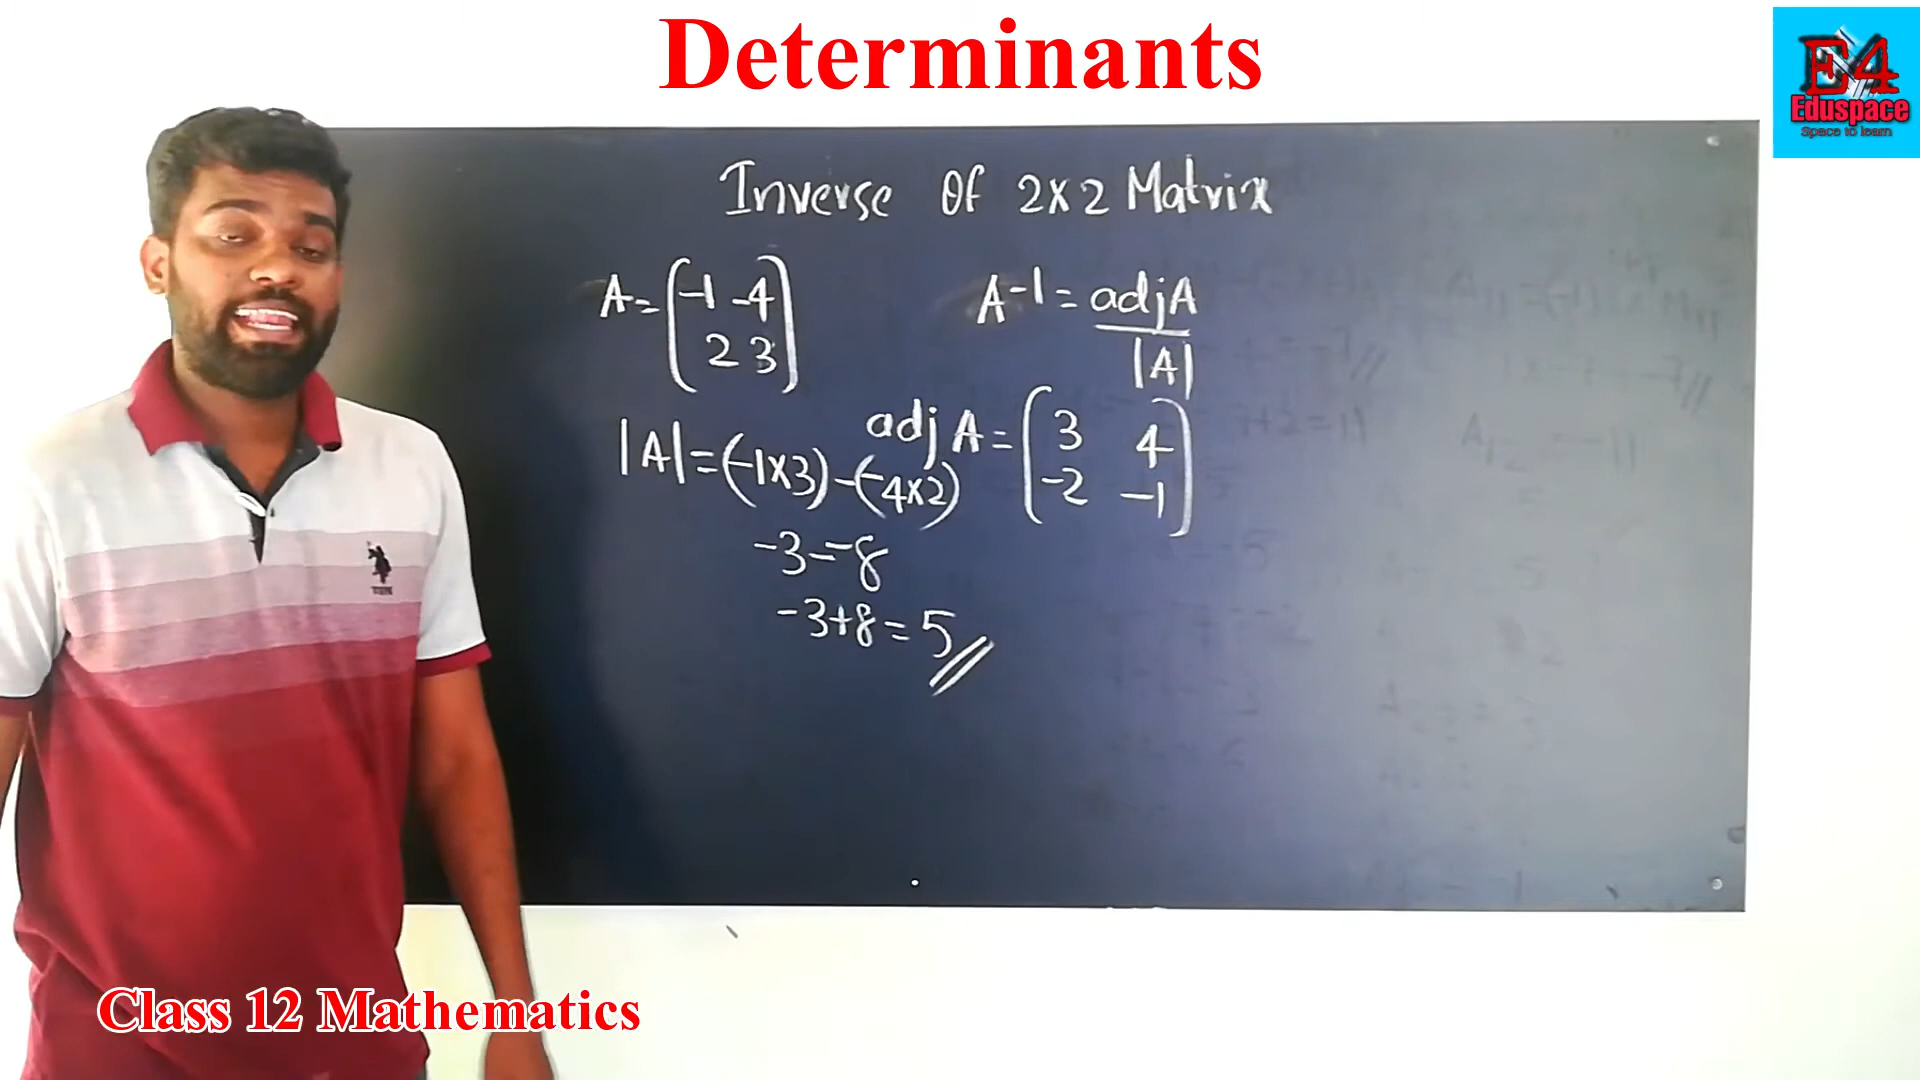 Determinants
E4
Eduspace
Space to learn
Inverse Of 2x2 Matrix
A = (-1 -4
2 3)
A-1 = adjA
|A|
adj A = (3 4
-2 -1)
|A| = (-1x3) - (-4x2)
-3--8
-3+8 = 5//
Class 12 Mathematics